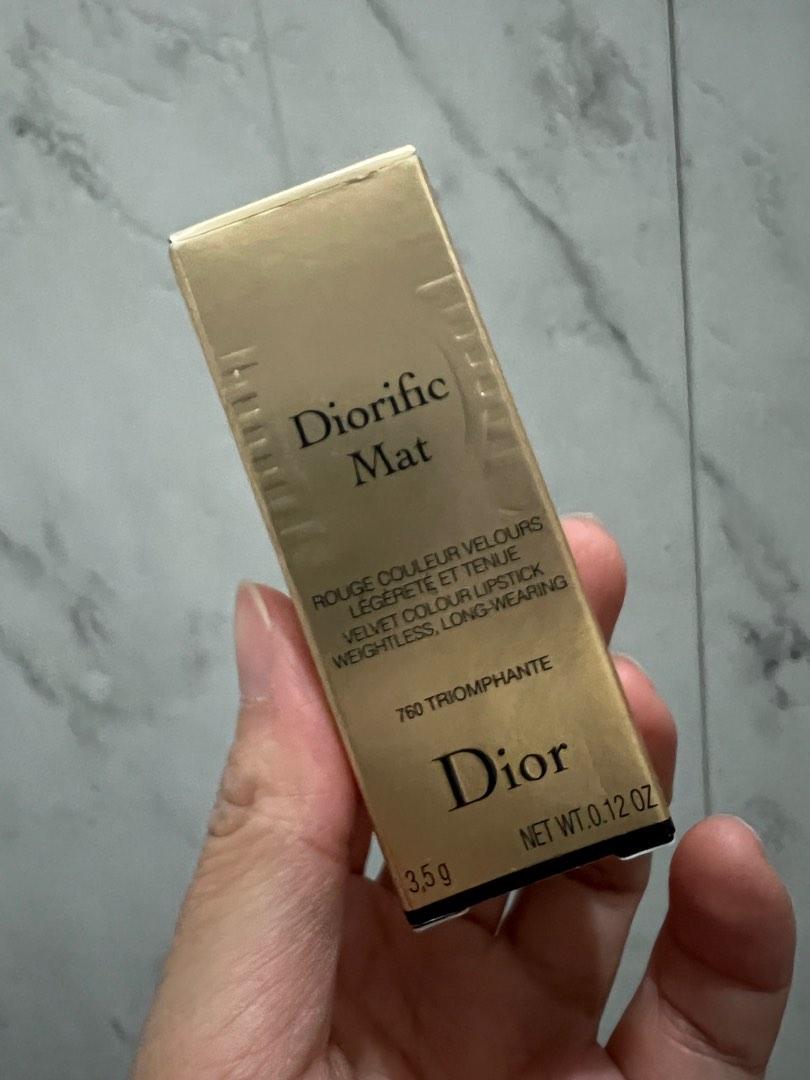 Diorific
Mat
ROUGE COULEUR VELOURS
LÉGÈRETÉ ET TENUE
VELVET COLOUR LIPSTICK
WEIGHTLESS, LONG-WEARING
760 TRIOMPHANTE
Dior
3,5 g NET WT.0.12 OZ